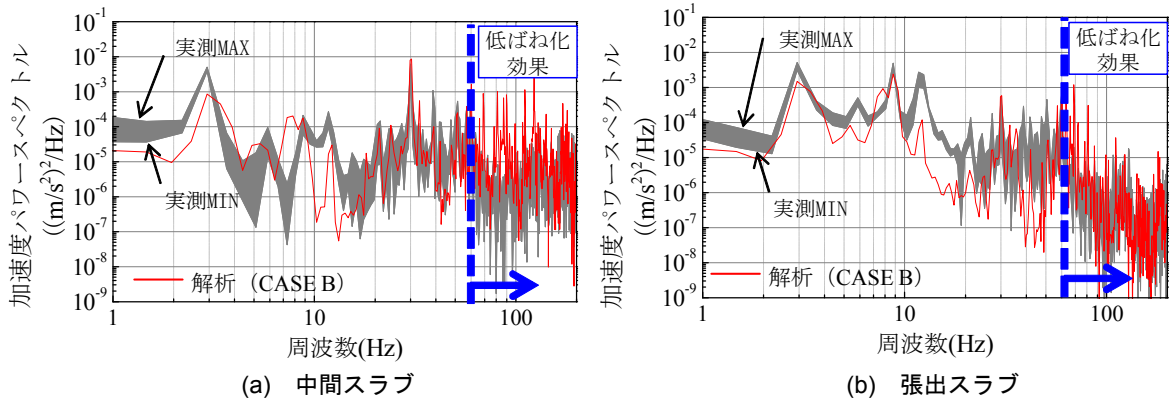 加速度パワースペクトル
((m/s²)²/Hz)
10⁻¹
10⁻²
10⁻³
10⁻⁴
10⁻⁵
10⁻⁶
10⁻⁷
10⁻⁸
10⁻⁹
実測MAX
実測MIN
解析（CASE B）
低ばね化
効果
1
10
100
周波数(Hz)
(a) 中間スラブ
加速度パワースペクトル
((m/s²)²/Hz)
10⁻¹
10⁻²
10⁻³
10⁻⁴
10⁻⁵
10⁻⁶
10⁻⁷
10⁻⁸
10⁻⁹
実測MAX
実測MIN
解析（CASE B）
低ばね化
効果
1
10
100
周波数(Hz)
(b) 張出スラブ